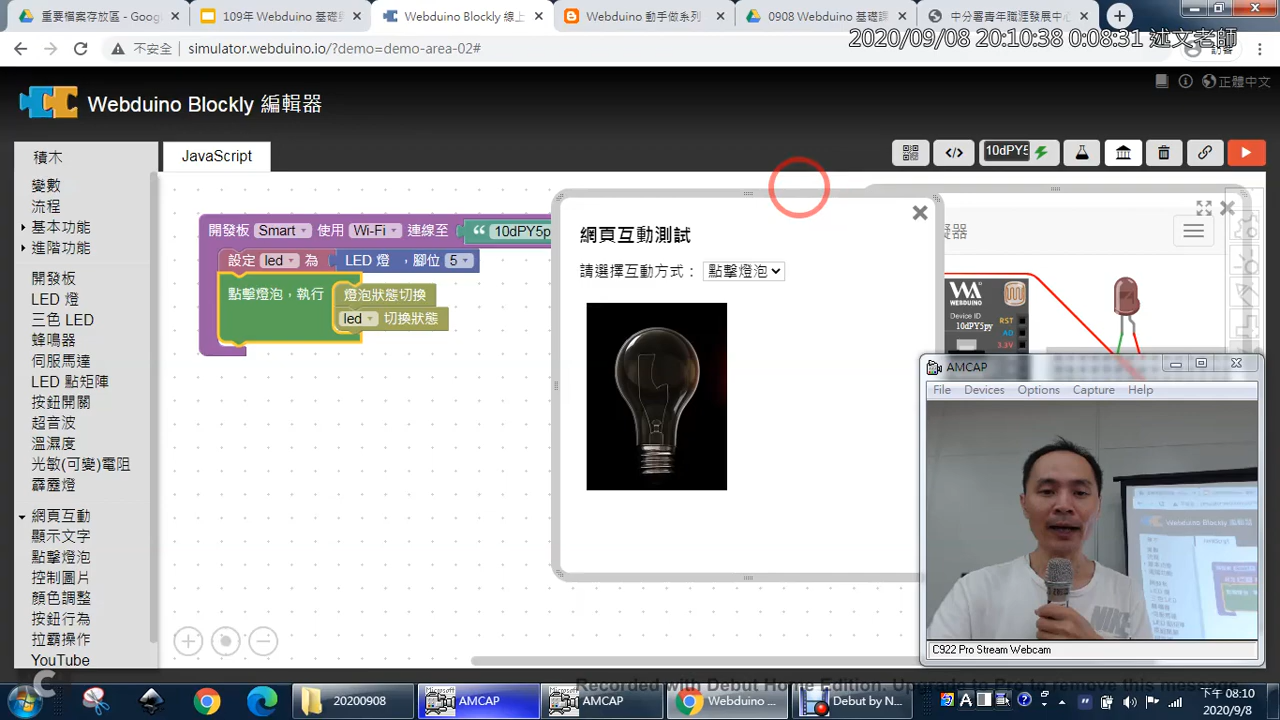 重要檔案存放區 - Goog
109年 Webduino 基礎班
Webduino Blockly 線上
Webduino 動手做系列
0908 Webduino 基礎課
中分署青年職涯發展中心
不安全
simulator.webduino.io/?demo=demo-area-02#
2020/09/08 20:10:38 0:08:31 述文老師
訪客
Webduino Blockly 編輯器
正體中文
積木
JavaScript
10dPY5
變數
流程
基本功能
進階功能
開發板
LED 燈
三色 LED
蜂鳴器
伺服馬達
LED 點矩陣
按鈕開關
超音波
溫濕度
光敏(可變)電阻
霹靂燈
網頁互動
顯示文字
點擊燈泡
控制圖片
顏色調整
按鈕行為
拉霸操作
YouTube
開發板 Smart 使用 Wi-Fi 連線至 “ 10dPY5p
設定 led 為 LED 燈 ，腳位 5
點擊燈泡，執行 燈泡狀態切換
led 切換狀態
網頁互動測試
請選擇互動方式： 點擊燈泡
擬器
WEBDUINO
Device ID
10dPY5py
RST
AD
3.3V
AMCAP
File Devices Options Capture Help
C922 Pro Stream Webcam
Recorded with Debut Home Edition. Upgrade to Pro to remove this message.
20200908
AMCAP
AMCAP
Webduino ...
Debut by N...
下午 08:10
2020/9/8